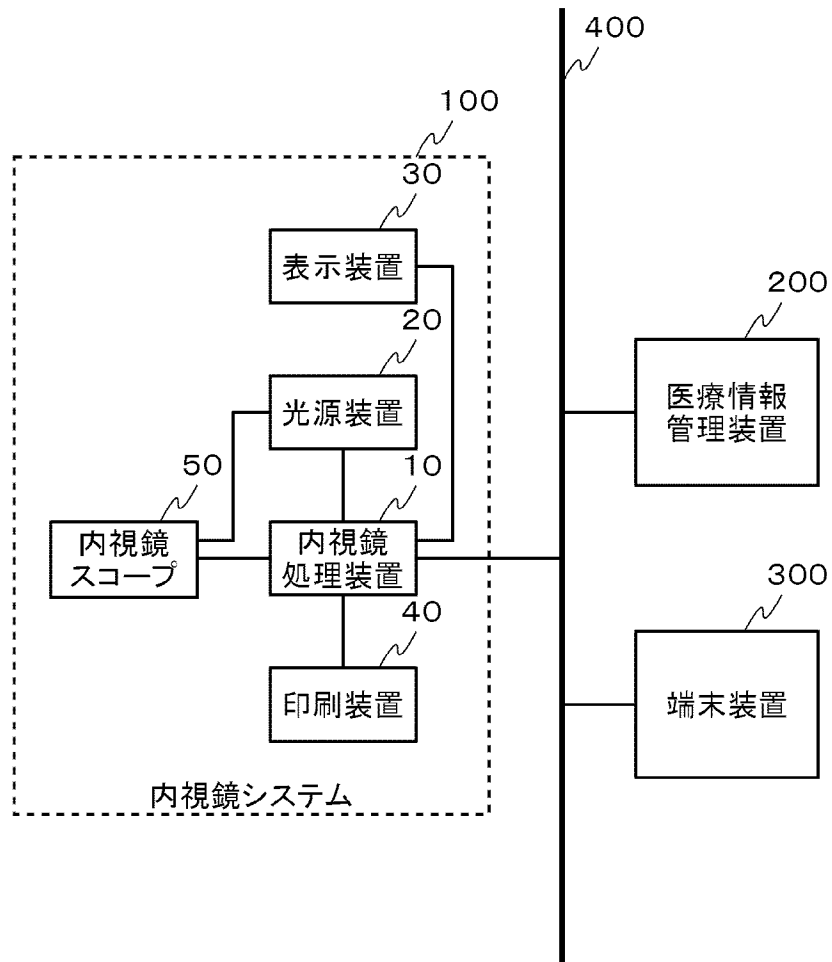 400
100
30
表示装置
200
20
光源装置
医療情報
管理装置
50
10
内視鏡
スコープ
内視鏡
処理装置
300
40
印刷装置
端末装置
内視鏡システム